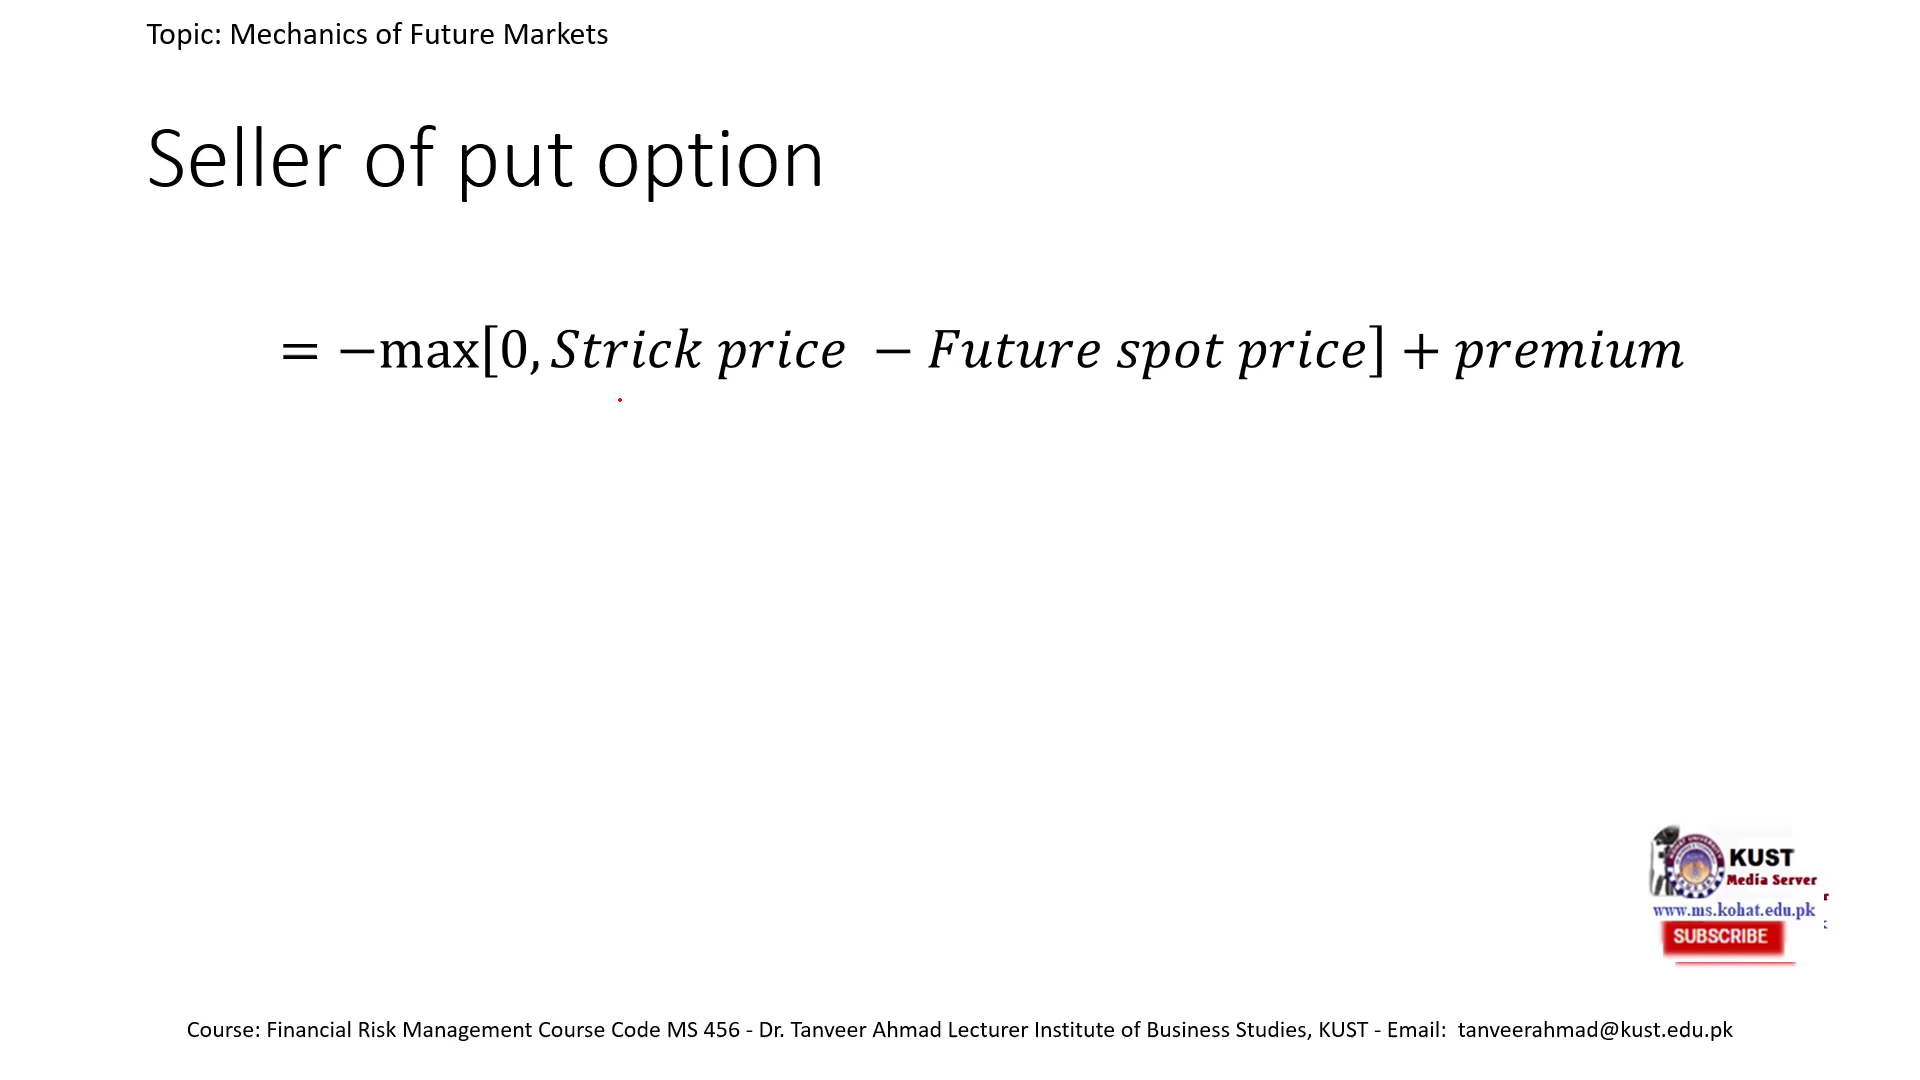 Topic: Mechanics of Future Markets
Seller of put option
= −max[0, Strick price − Future spot price] + premium
KUST
Media Server
www.ms.kohat.edu.pk
SUBSCRIBE
Course: Financial Risk Management Course Code MS 456 - Dr. Tanveer Ahmad Lecturer Institute of Business Studies, KUST - Email: tanveerahmad@kust.edu.pk